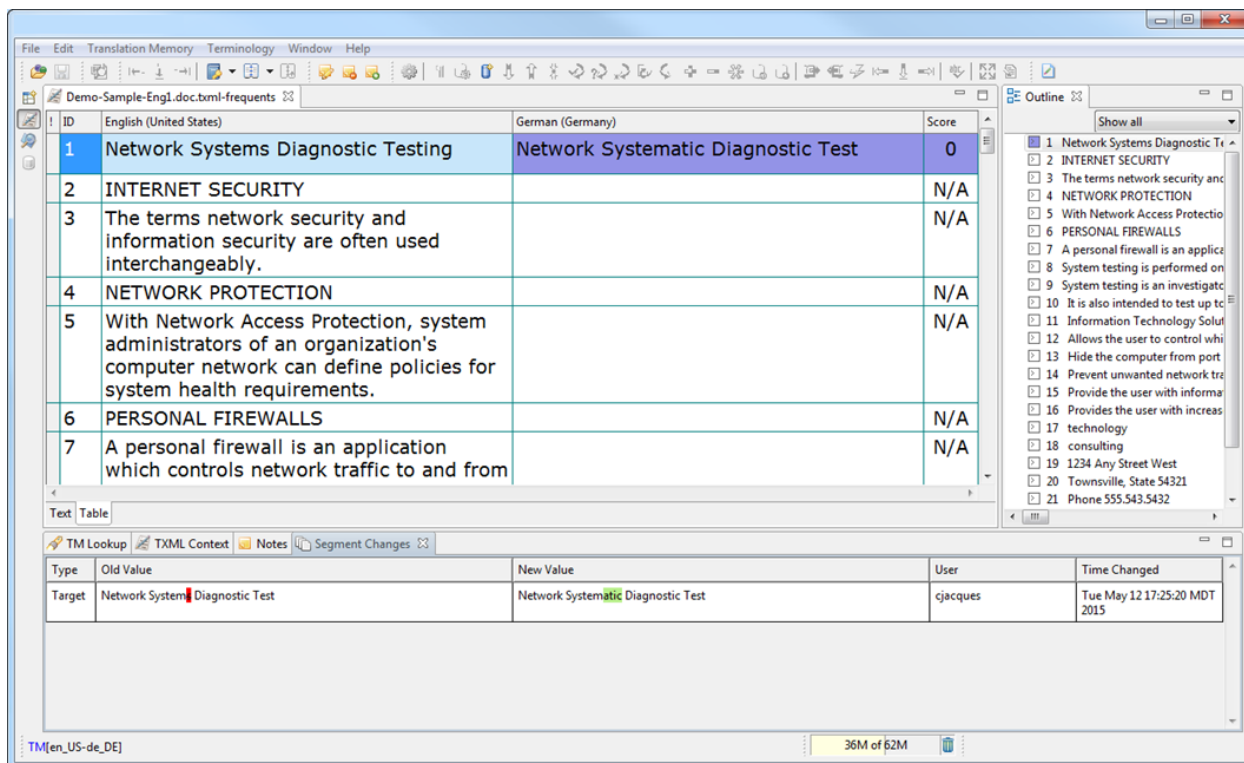 File Edit Translation Memory Terminology Window Help
Demo-Sample-Eng1.doc.txml-frequents
! ID English (United States) German (Germany) Score
1 Network Systems Diagnostic Testing Network Systematic Diagnostic Test 0
2 INTERNET SECURITY N/A
3 The terms network security and N/A
information security are often used
interchangeably.
4 NETWORK PROTECTION N/A
5 With Network Access Protection, system N/A
administrators of an organization's
computer network can define policies for
system health requirements.
6 PERSONAL FIREWALLS N/A
7 A personal firewall is an application N/A
which controls network traffic to and from
Text Table
Outline
Show all
1 Network Systems Diagnostic Te
2 INTERNET SECURITY
3 The terms network security and
4 NETWORK PROTECTION
5 With Network Access Protectio
6 PERSONAL FIREWALLS
7 A personal firewall is an applica
8 System testing is performed on
9 System testing is an investigatc
10 It is also intended to test up to
11 Information Technology Solut
12 Allows the user to control whi
13 Hide the computer from port
14 Prevent unwanted network tra
15 Provide the user with informa
16 Provides the user with increas
17 technology
18 consulting
19 1234 Any Street West
20 Townsville, State 54321
21 Phone 555.543.5432
TM Lookup TXML Context Notes Segment Changes
Type Old Value New Value User Time Changed
Target Network Systems Diagnostic Test Network Systematic Diagnostic Test cjacques Tue May 12 17:25:20 MDT
2015
TM[en_US-de_DE] 36M of 62M